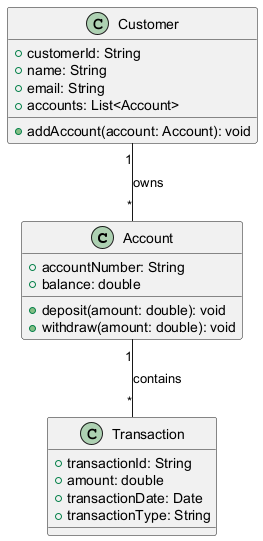 C Customer
customerId: String
name: String
email: String
accounts: List<Account>
addAccount(account: Account): void
1
owns
*
C Account
accountNumber: String
balance: double
deposit(amount: double): void
withdraw(amount: double): void
1
contains
*
C Transaction
transactionId: String
amount: double
transactionDate: Date
transactionType: String